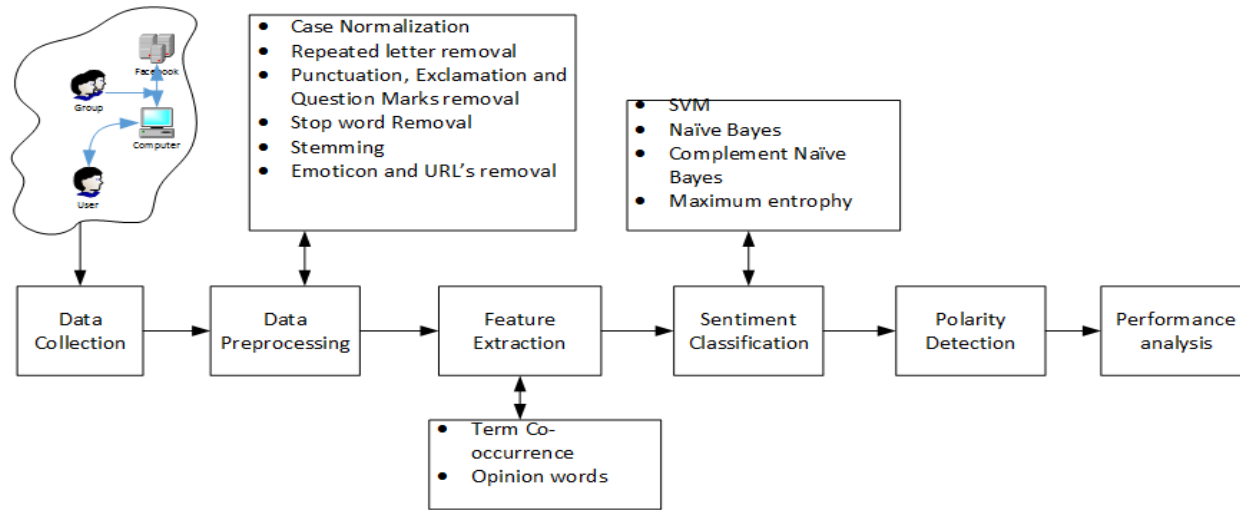 Facebook
Group
Computer
User
● Case Normalization
● Repeated letter removal
● Punctuation, Exclamation and
Question Marks removal
● Stop word Removal
● Stemming
● Emoticon and URL's removal
● SVM
● Naïve Bayes
● Complement Naïve
Bayes
● Maximum entrophy
Data
Collection
Data
Preprocessing
Feature
Extraction
Sentiment
Classification
Polarity
Detection
Performance
analysis
● Term Co-
occurrence
● Opinion words